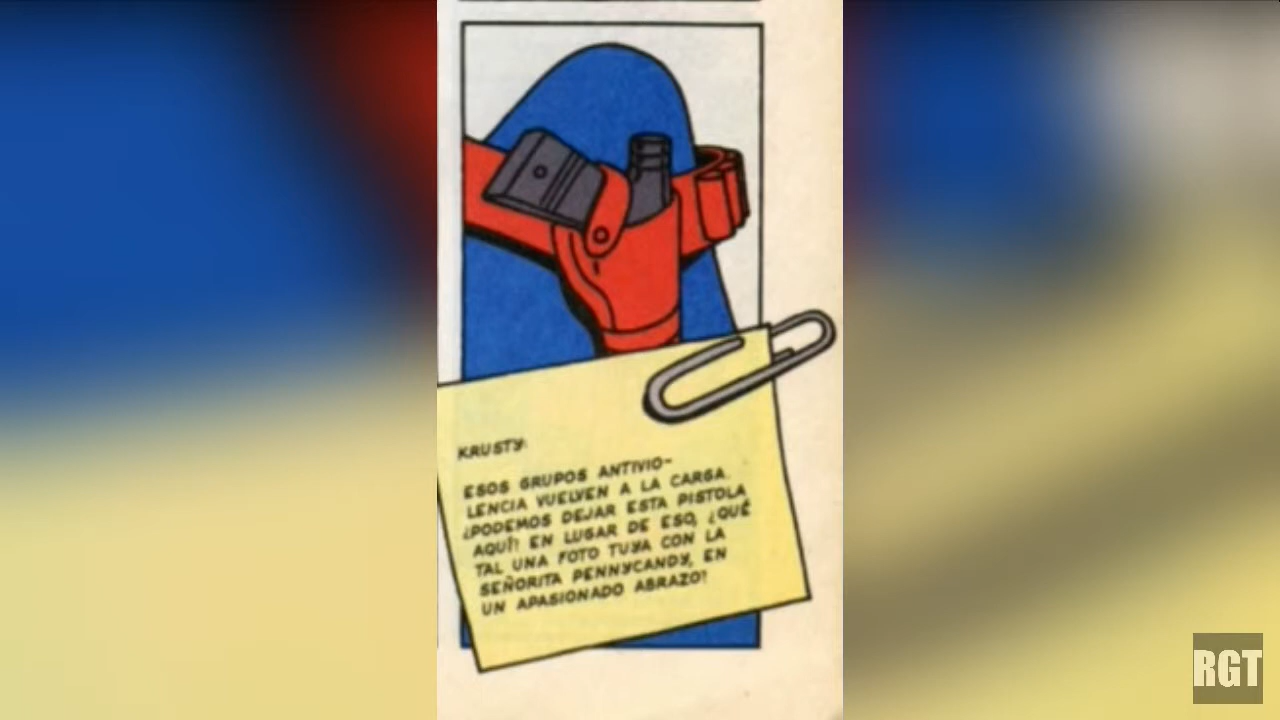 KRUSTY:
ESOS GRUPOS ANTIVIO-
LENCIA VUELVEN A LA CARGA.
¿PODEMOS DEJAR ESTA PISTOLA
AQUÍ? EN LUGAR DE ESO, ¿QUÉ
TAL UNA FOTO TUYA CON LA
SEÑORITA PENNYCANDY, EN
UN APASIONADO ABRAZO?
RGT